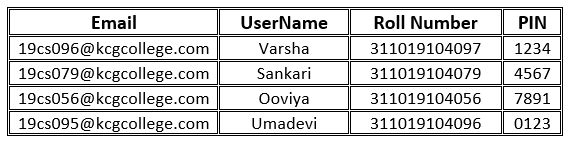 Email UserName Roll Number PIN
19cs096@kcgcollege.com Varsha 311019104097 1234
19cs079@kcgcollege.com Sankari 311019104079 4567
19cs056@kcgcollege.com Ooviya 311019104056 7891
19cs095@kcgcollege.com Umadevi 311019104096 0123